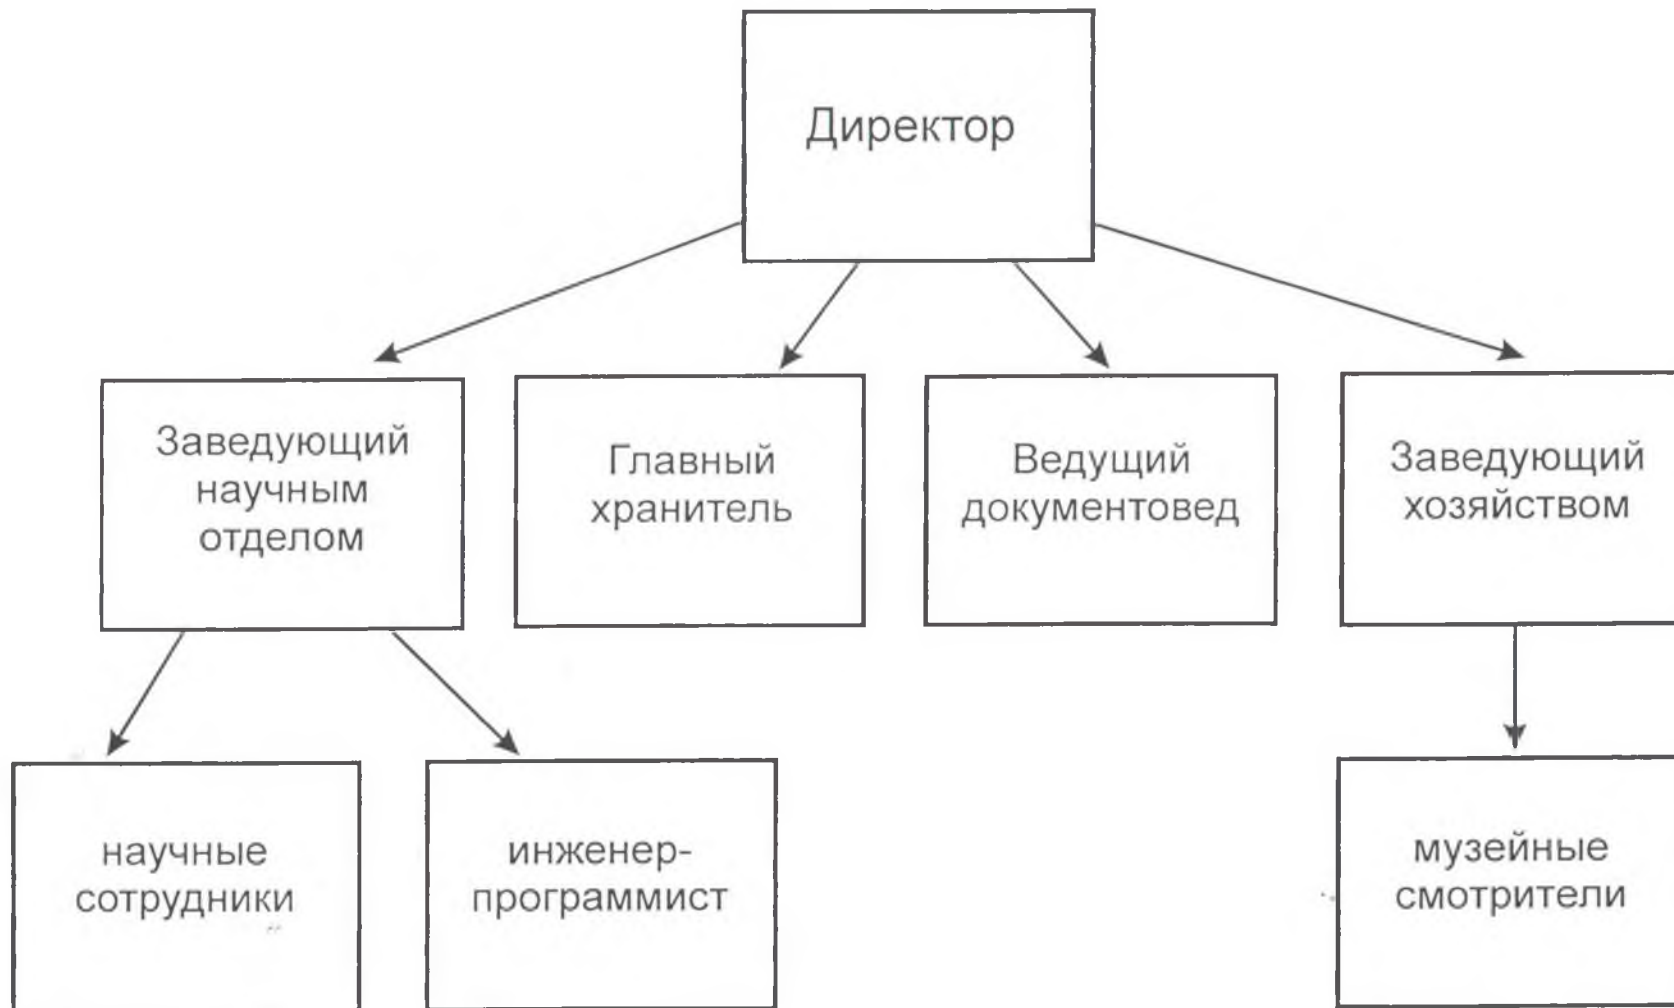 Директор
Заведующий
научным
отделом
Главный
хранитель
Ведущий
документовед
Заведующий
хозяйством
научные
сотрудники
инженер-
программист
музейные
смотрители